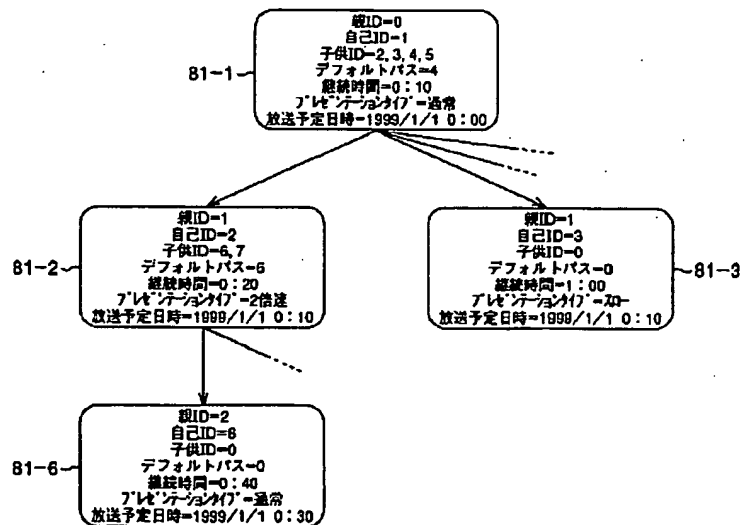 親ID=0
自己ID=1
子供ID=2,3,4,5
デフォルトパス=4
継続時間=0:10
プレゼンテーションタイプ=通常
放送予定日時=1999/1/1 0:00
81-1
親ID=1
自己ID=2
子供ID=6,7
デフォルトパス=6
継続時間=0:20
プレゼンテーションタイプ=2倍速
放送予定日時=1999/1/1 0:10
81-2
親ID=1
自己ID=3
子供ID=0
デフォルトパス=0
継続時間=1:00
プレゼンテーションタイプ=スロー
放送予定日時=1999/1/1 0:10
81-3
親ID=2
自己ID=6
子供ID=0
デフォルトパス=0
継続時間=0:40
プレゼンテーションタイプ=通常
放送予定日時=1999/1/1 0:30
81-6